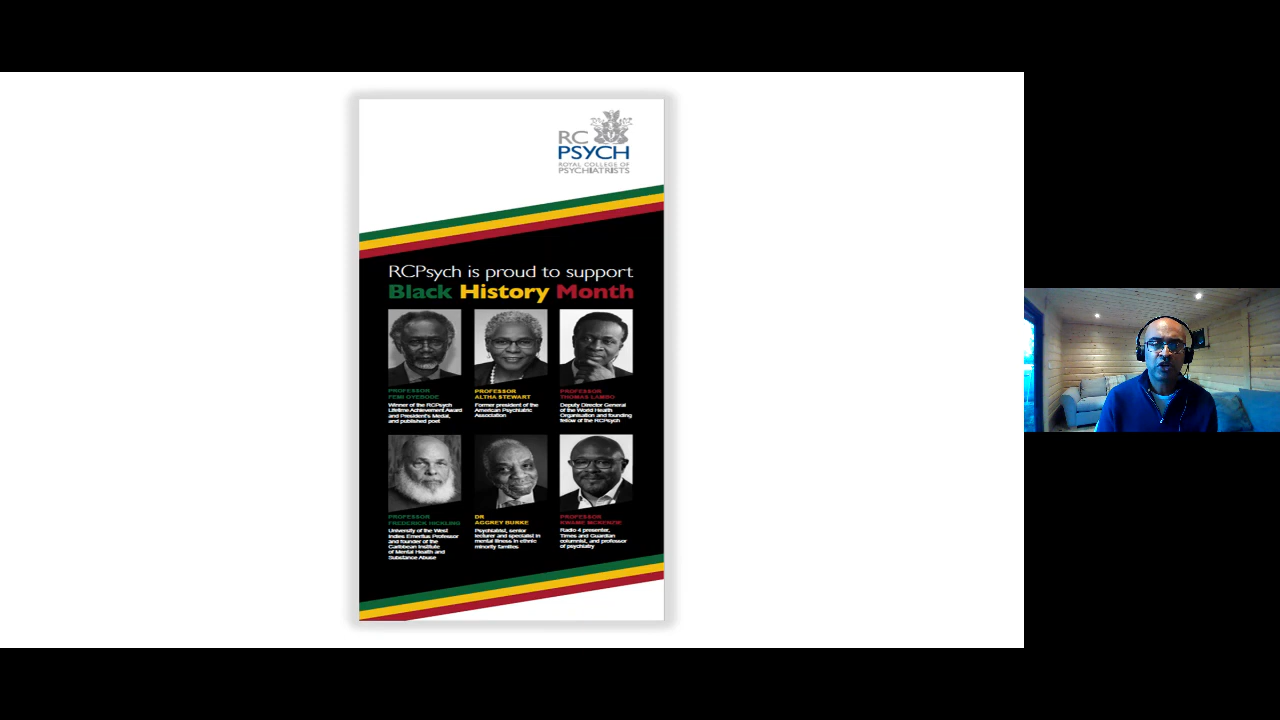 RC
PSYCH
ROYAL COLLEGE OF
PSYCHIATRISTS
RCPsych is proud to support
Black History Month
PROFESSOR
FEMI OYEBODE
Winner of the RCPsych
Lifetime Achievement Award
and President's Medal,
and published poet
PROFESSOR
ALTHA STEWART
Former president of the
American Psychiatric
Association
PROFESSOR
THOMAS LAMBO
Deputy Director General
of the World Health
Organisation and founding
fellow of the RCPsych
PROFESSOR
FREDERICK HICKLING
University of the West
Indies Emeritus Professor
and founder of the
Caribbean Institute
of Mental Health and
Substance Abuse
DR
AGGREY BURKE
Psychiatrist, senior
lecturer and specialist in
mental illness in ethnic
minority families
PROFESSOR
KWAME MCKENZIE
Radio 4 presenter,
Times and Guardian
columnist, and professor
of psychiatry